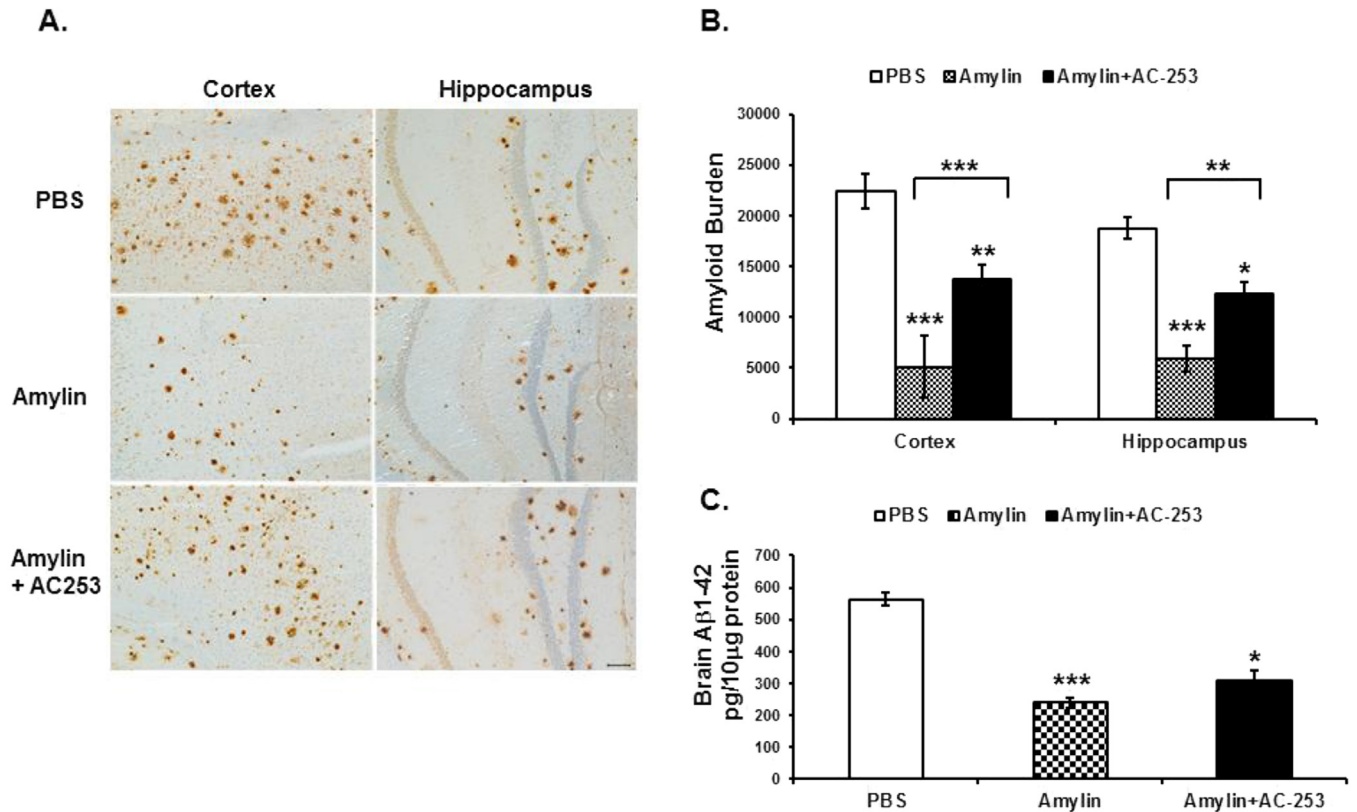 A.
Cortex Hippocampus
PBS
Amylin
Amylin
+ AC253
B.
PBS Amylin Amylin+AC-253
Amyloid Burden
30000
25000
20000
15000
10000
5000
0
***
**
***
**
***
*
Cortex Hippocampus
C.
PBS Amylin Amylin+AC-253
Brain Aβ1-42
pg/10µg protein
700
600
500
400
300
200
100
0
***
*
PBS Amylin Amylin+AC-253